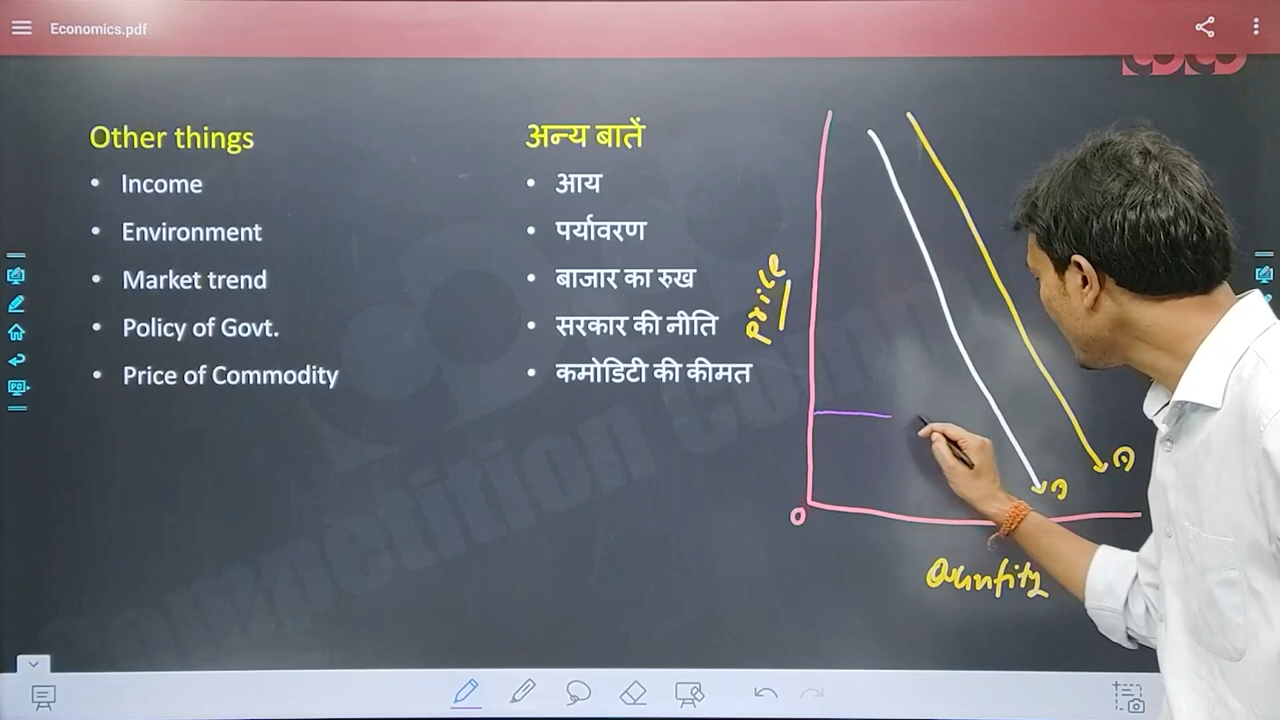 Economics.pdf
Other things
• Income
• Environment
• Market trend
• Policy of Govt.
• Price of Commodity
अन्य बातें
• आय
• पर्यावरण
• बाजार का रुख
• सरकार की नीति
• कमोडिटी की कीमत
Price
O
Quantity
competition